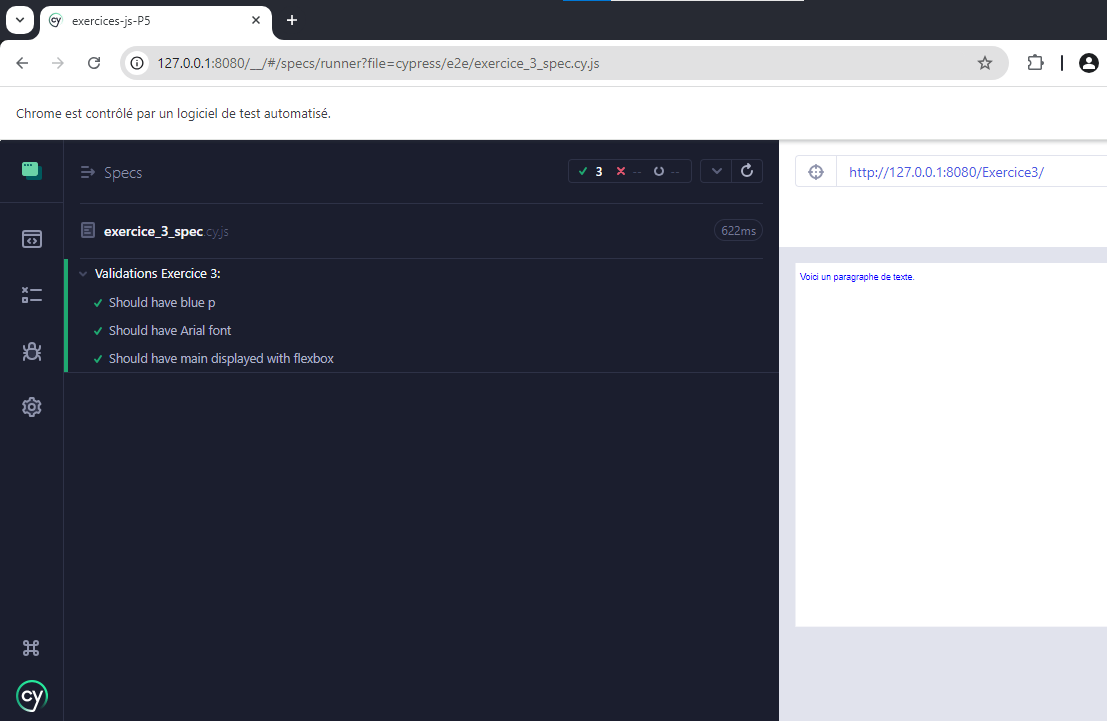 exercices-js-P5
127.0.0.1:8080/__/#/specs/runner?file=cypress/e2e/exercice_3_spec.cy.js
Chrome est contrôlé par un logiciel de test automatisé.
Specs
3 -- --
http://127.0.0.1:8080/Exercice3/
exercice_3_spec.cy.js
622ms
Validations Exercice 3:
Should have blue p
Should have Arial font
Should have main displayed with flexbox
Voici un paragraphe de texte.
cy